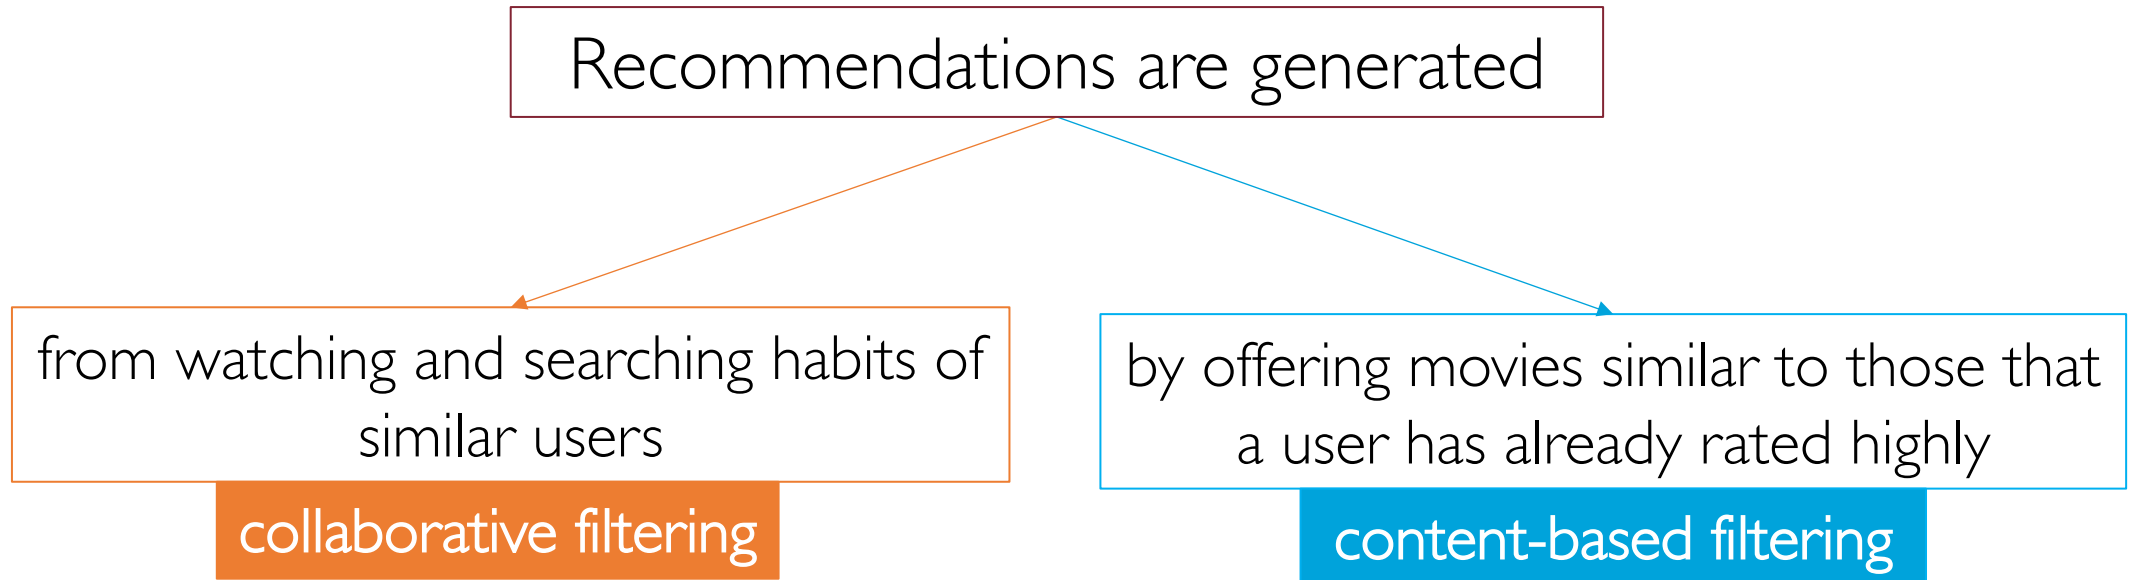 Recommendations are generated
from watching and searching habits of
similar users
collaborative filtering
by offering movies similar to those that
a user has already rated highly
content-based filtering